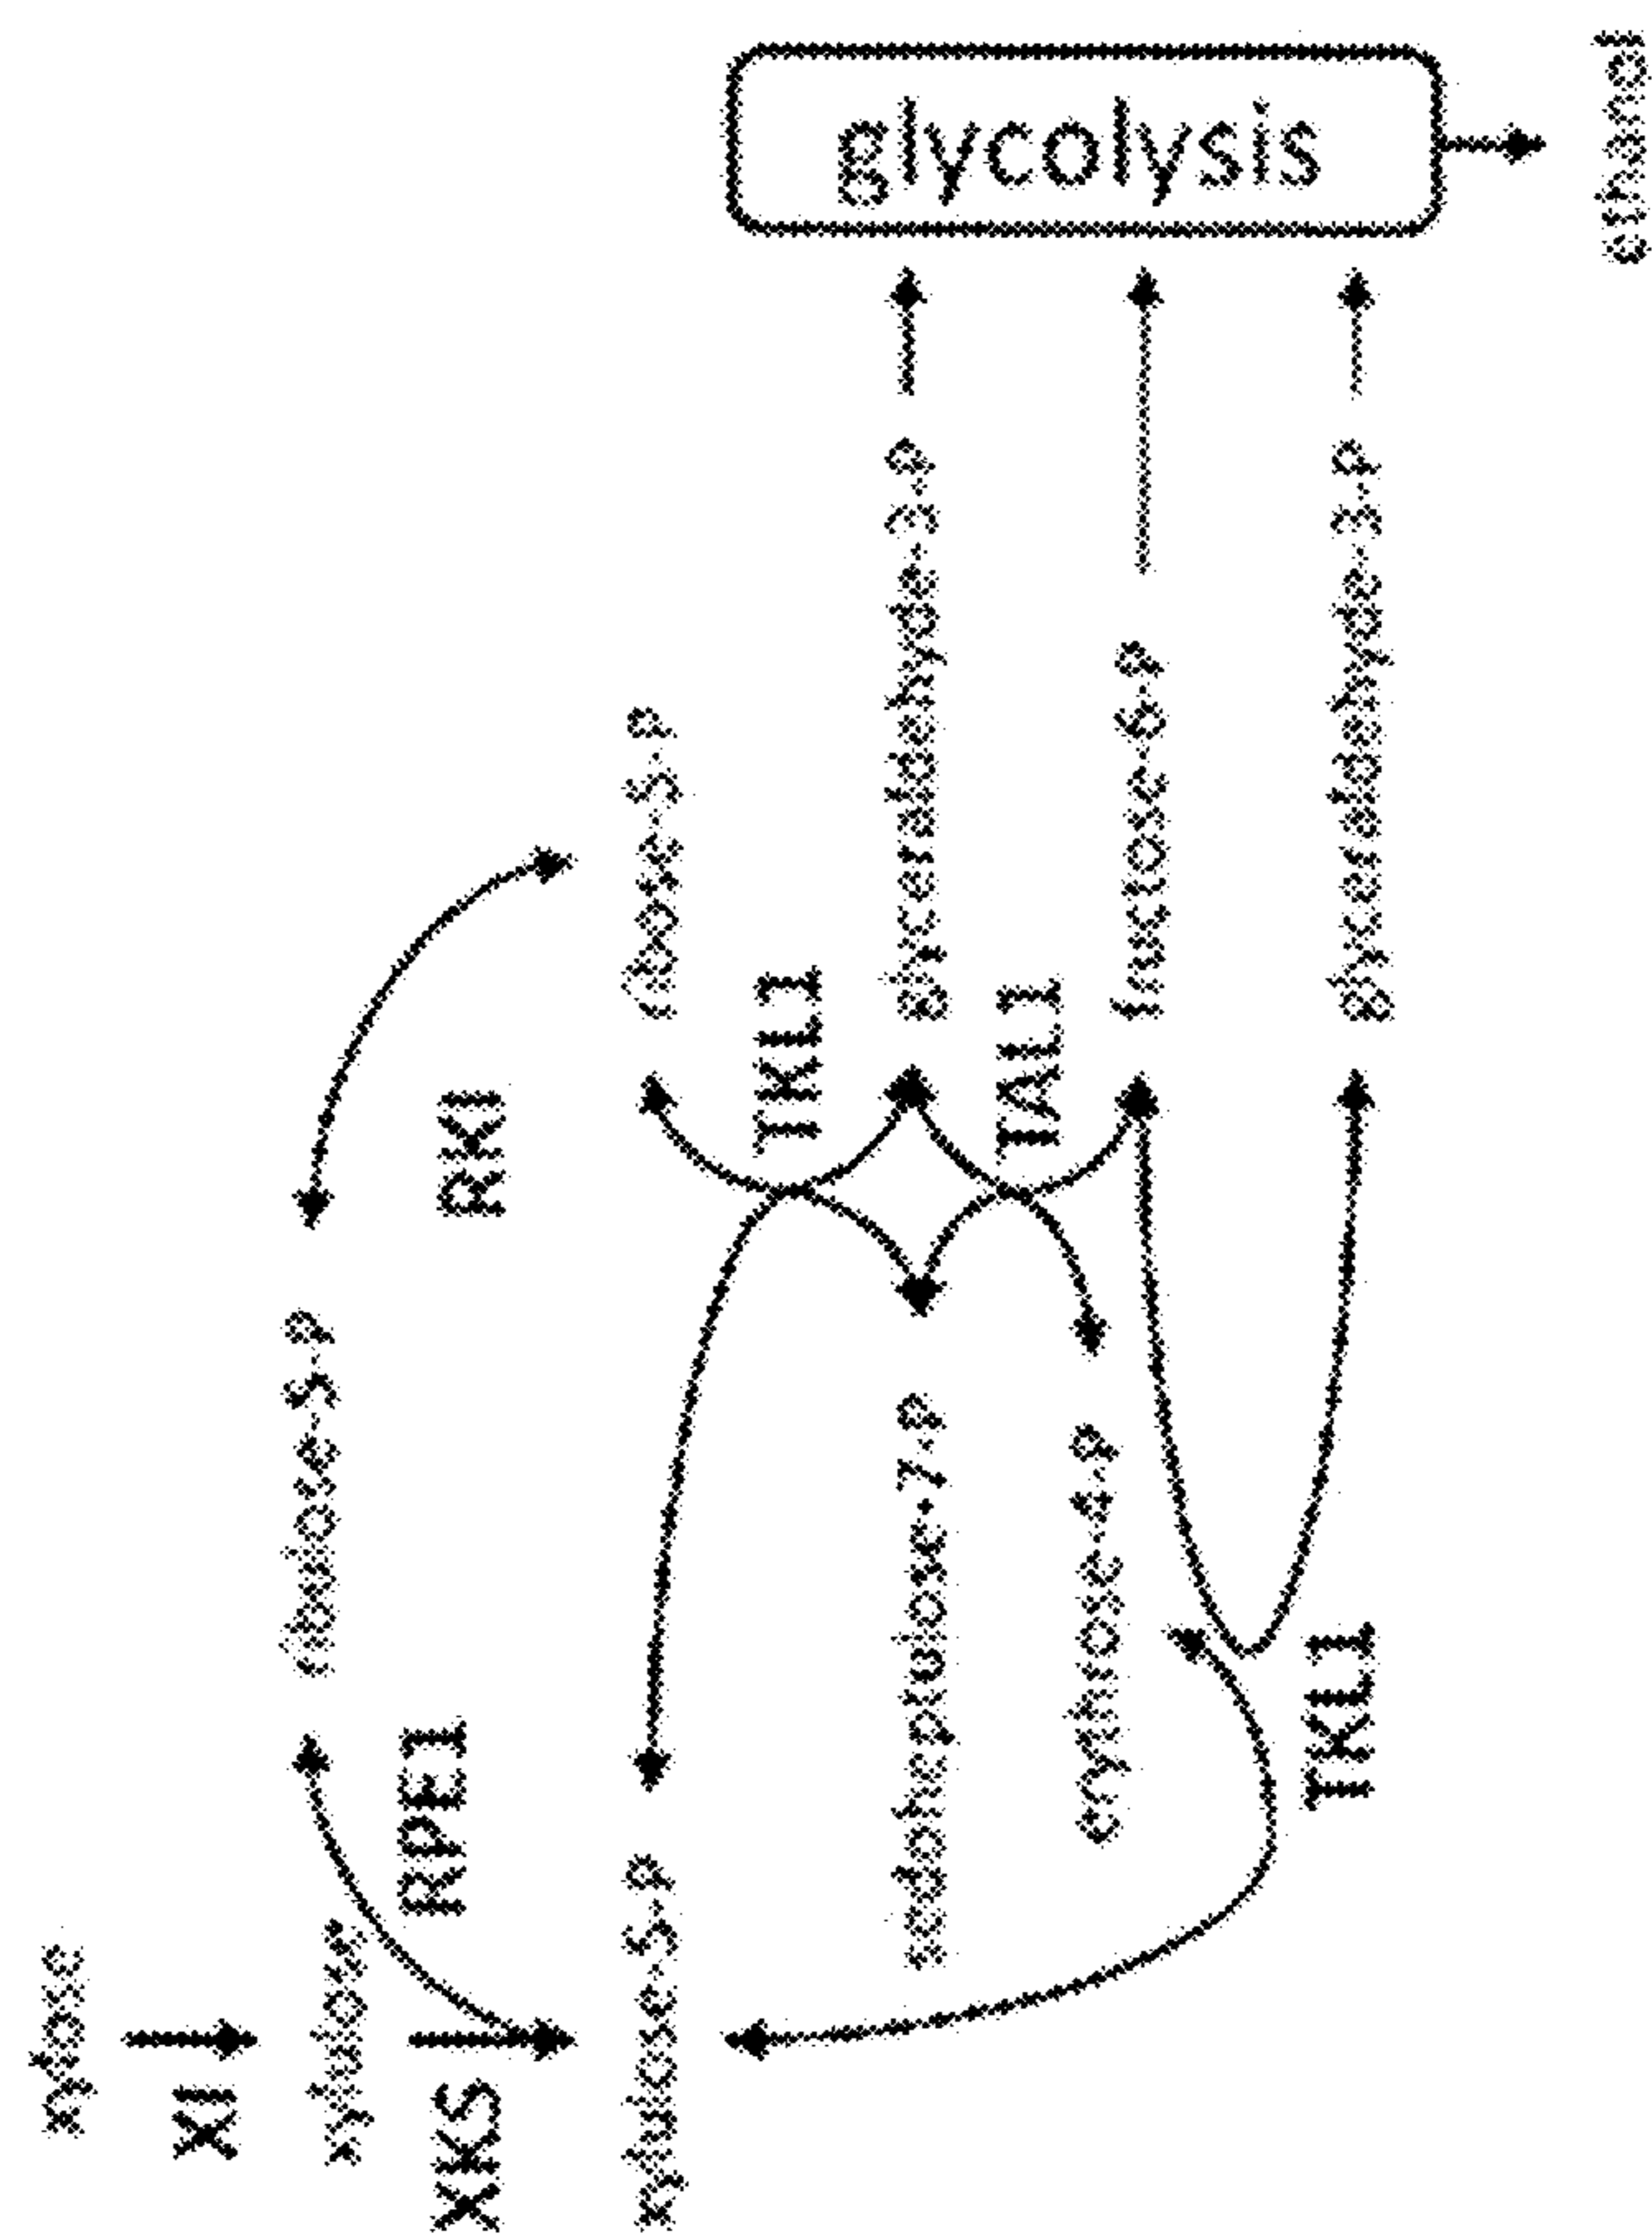 xylose
XI
xylulose
ribulose-5-P
XKS
RPE1
RKI
xylulose-5-P
ribose-5-P
TKL1
sedoheptulose-7-P
glyceraldehyde-3-P
TAL1
erythrose-4-P
fructose-6-P
TKL1
glyceraldehyde-3-P
glycolysis
ethanol